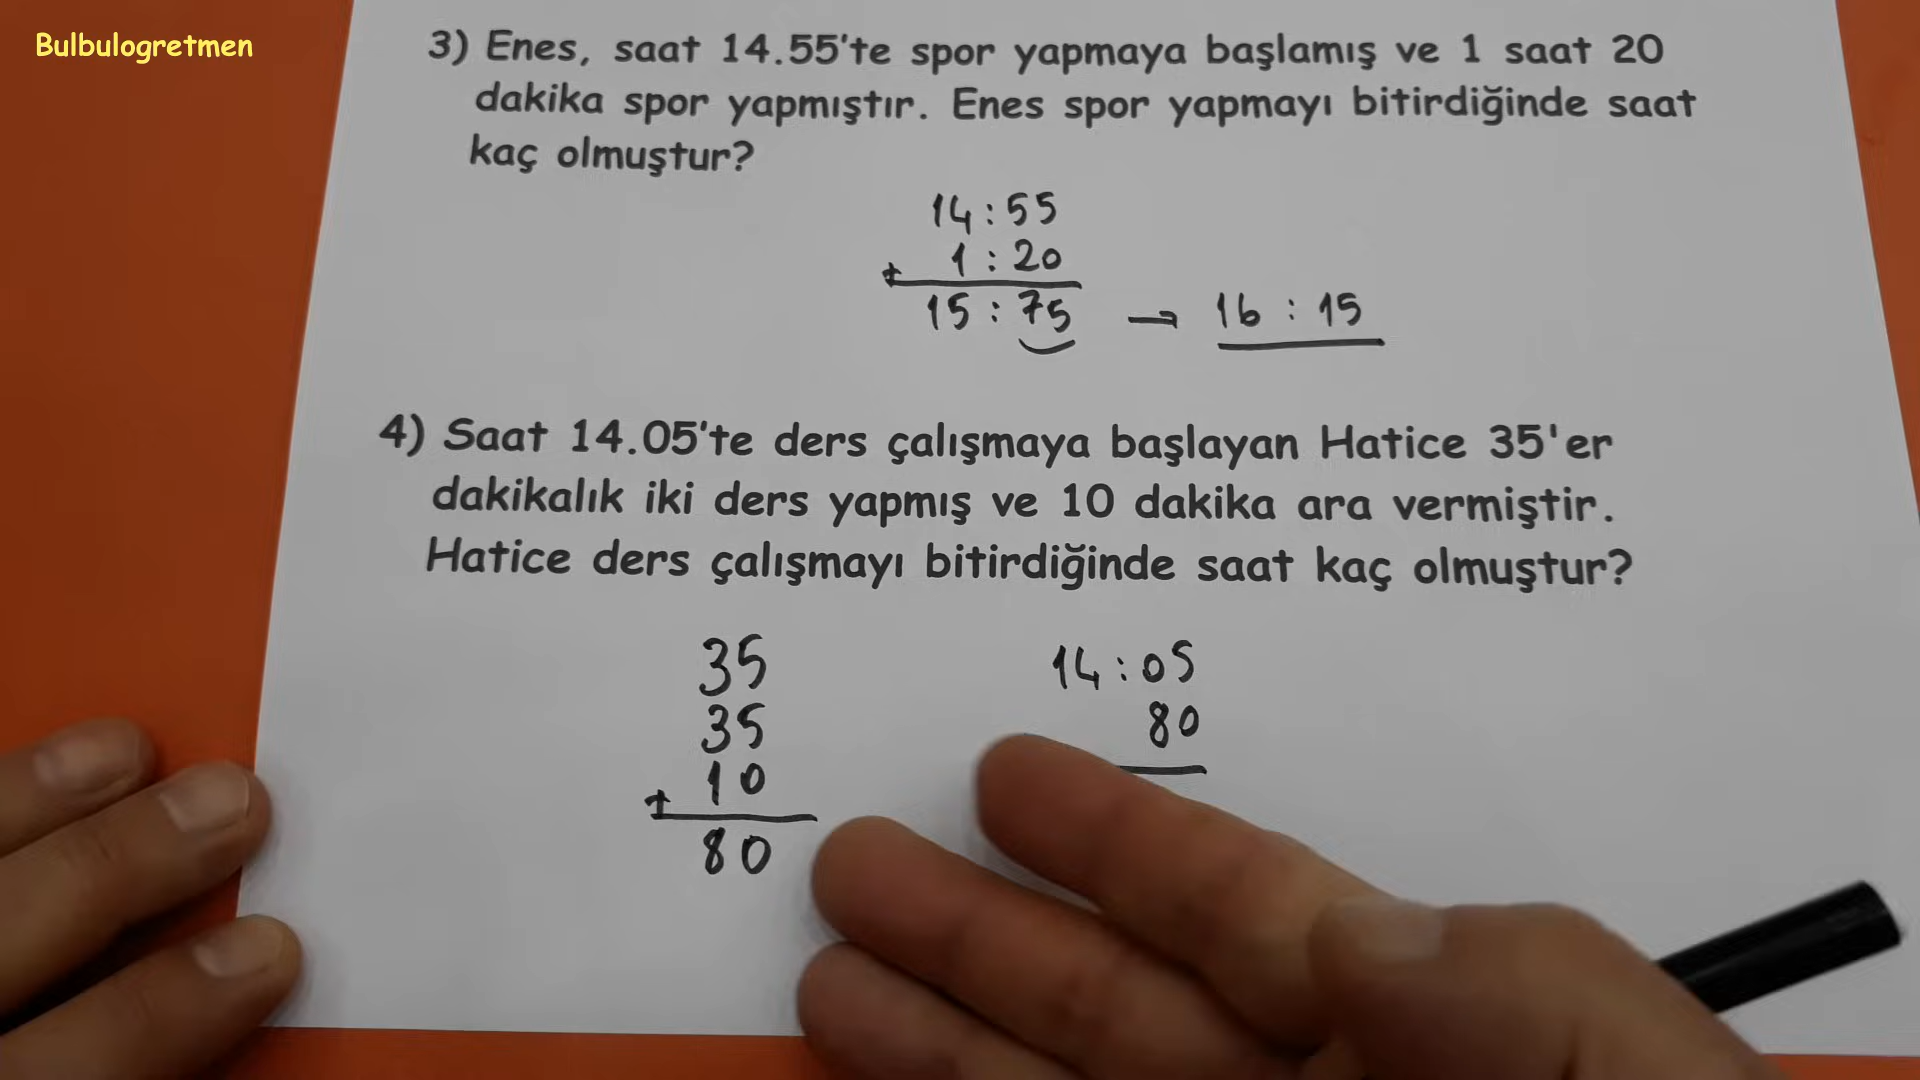 Bulbulogretmen
3) Enes, saat 14.55'te spor yapmaya başlamış ve 1 saat 20
dakika spor yapmıştır. Enes spor yapmayı bitirdiğinde saat
kaç olmuştur?
14:55
+ 1:20
15:75 → 16:15
4) Saat 14.05'te ders çalışmaya başlayan Hatice 35'er
dakikalık iki ders yapmış ve 10 dakika ara vermiştir.
Hatice ders çalışmayı bitirdiğinde saat kaç olmuştur?
35
35
+ 10
80
14:05
80